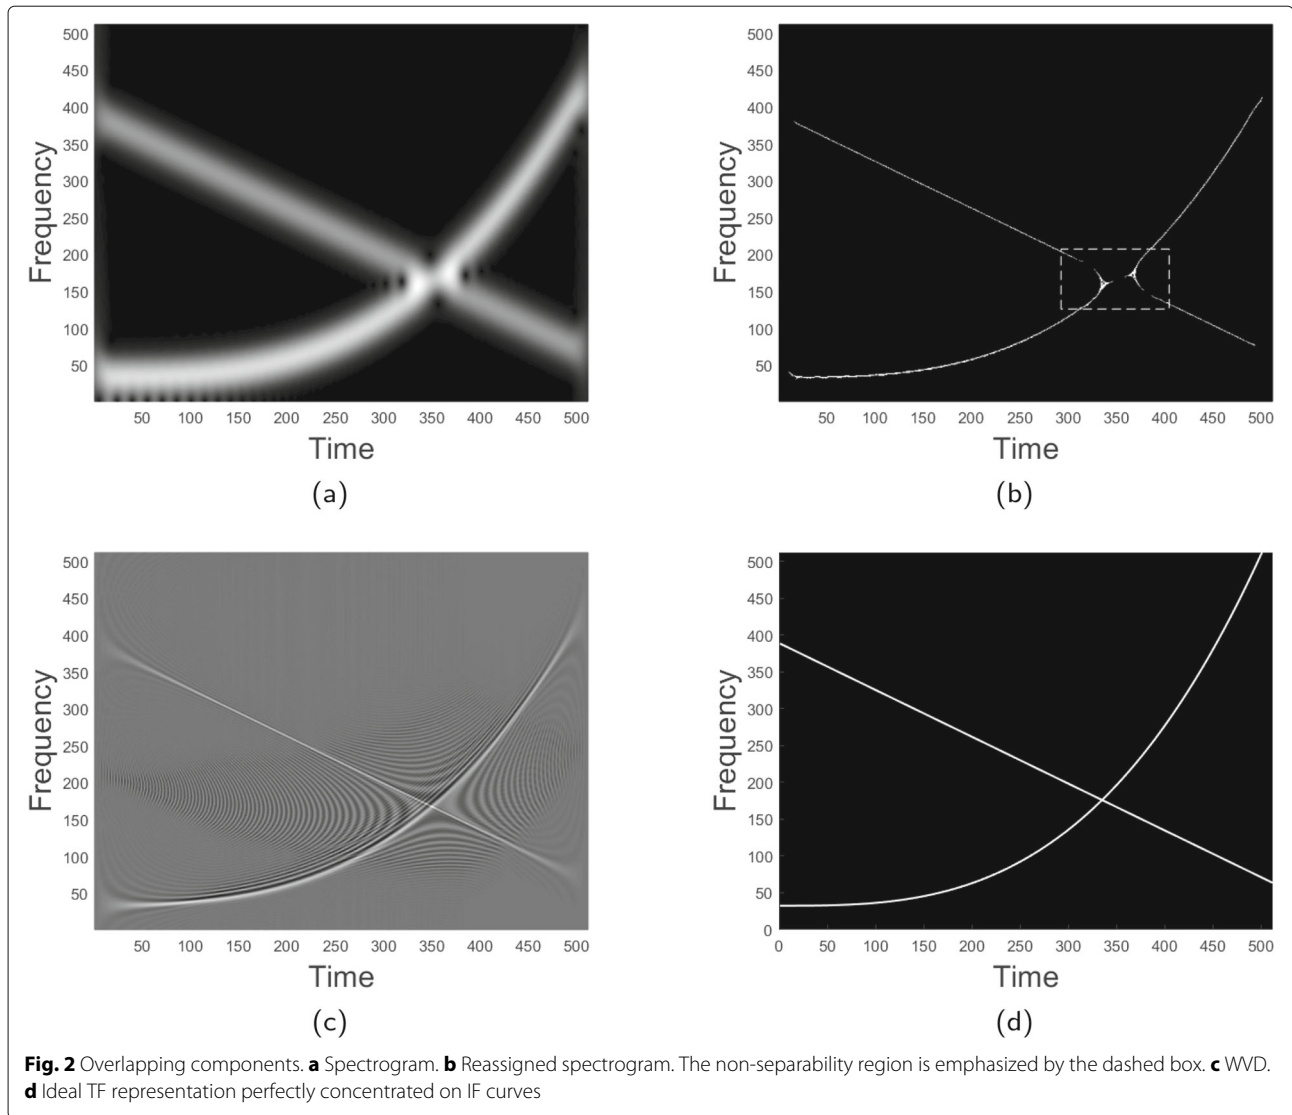 500
450
400
350
300
250
200
150
100
50
Frequency
50 100 150 200 250 300 350 400 450 500
Time
(a)
500
450
400
350
300
250
200
150
100
50
Frequency
50 100 150 200 250 300 350 400 450 500
Time
(b)
500
450
400
350
300
250
200
150
100
50
Frequency
50 100 150 200 250 300 350 400 450 500
Time
(c)
500
450
400
350
300
250
200
150
100
50
0
Frequency
0 50 100 150 200 250 300 350 400 450 500
Time
(d)
Fig. 2 Overlapping components. a Spectrogram. b Reassigned spectrogram. The non-separability region is emphasized by the dashed box. c WVD.
d Ideal TF representation perfectly concentrated on IF curves